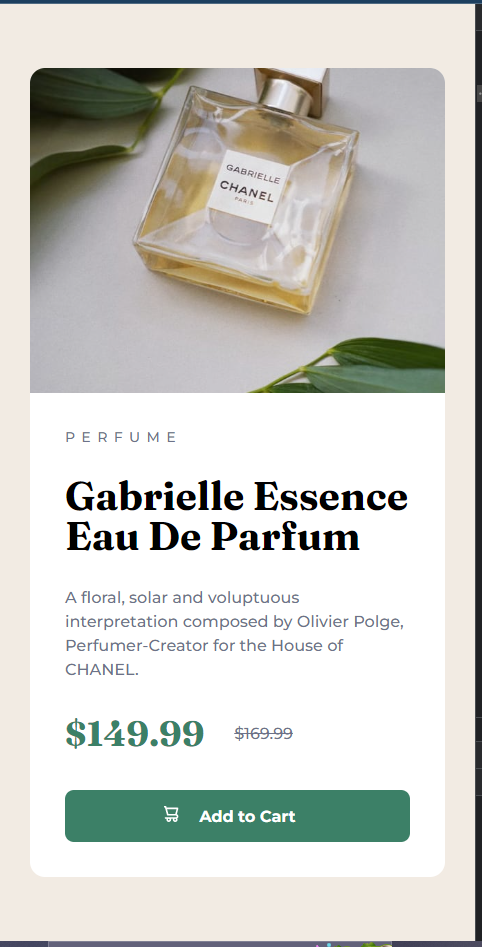 GABRIELLE
CHANEL
PARIS
PERFUME
Gabrielle Essence
Eau De Parfum
A floral, solar and voluptuous
interpretation composed by Olivier Polge,
Perfumer-Creator for the House of
CHANEL.
$149.99 $169.99
Add to Cart